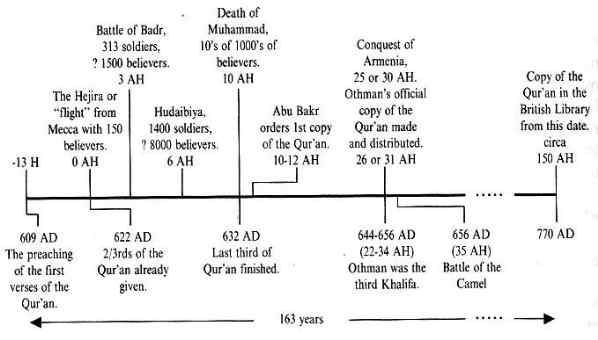 Battle of Badr,
313 soldiers,
? 1500 believers.
3 AH
Death of
Muhammad,
10's of 1000's of
believers.
10 AH
Conquest of
Armenia,
25 or 30 AH.
Othman's official
copy of the
Qur'an made
and distributed.
26 or 31 AH
Copy of the
Qur'an in the
British Library
from this date.
circa
150 AH
The Hejira or
"flight" from
Mecca with 150
believers.
0 AH
Hudaibiya,
1400 soldiers,
? 8000 believers.
6 AH
Abu Bakr
orders 1st copy
of the Qur'an.
10-12 AH
-13 H
609 AD
The preaching
of the first
verses of the
Qur'an.
622 AD
2/3rds of the
Qur'an already
given.
632 AD
Last third of
Qur'an finished.
644-656 AD
(22-34 AH)
Othman was the
third Khalifa.
656 AD
(35 AH)
Battle of the
Camel
770 AD
163 years